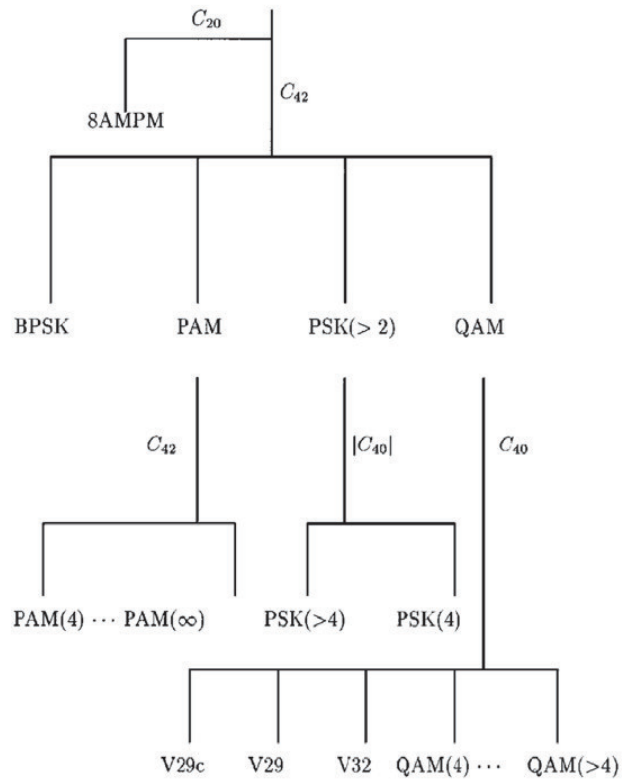 C20
C42
8AMPM
BPSK PAM PSK(> 2) QAM
C42 |C40| C40
PAM(4) ··· PAM(∞) PSK(>4) PSK(4)
V29c V29 V32 QAM(4) ··· QAM(>4)